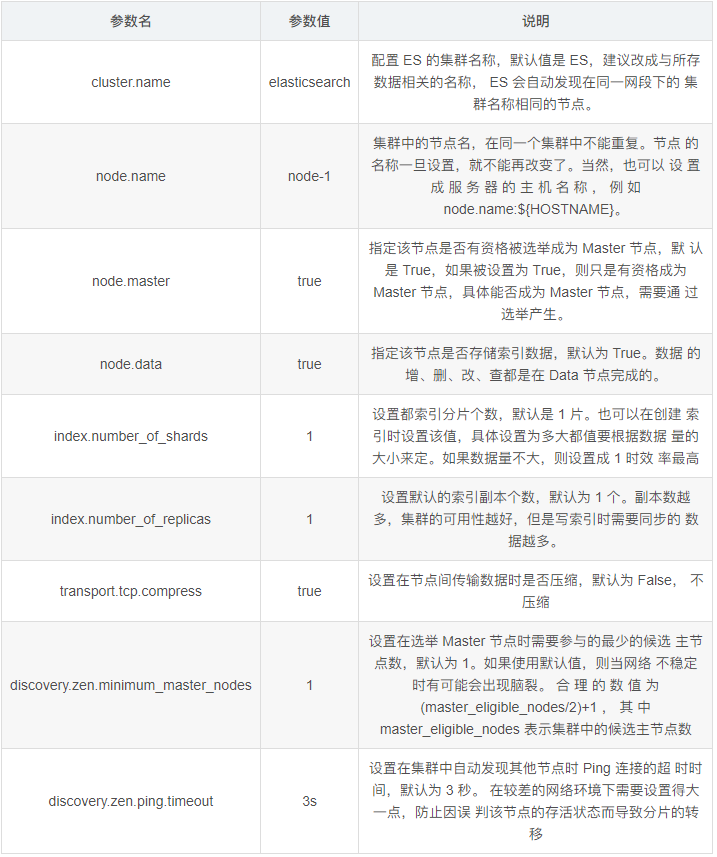 参数名
参数值
说明
cluster.name
elasticsearch
配置 ES 的集群名称，默认值是 ES，建议改成与所存
数据相关的名称， ES 会自动发现在同一网段下的 集
群名称相同的节点。
node.name
node-1
集群中的节点名，在同一个集群中不能重复。节点 的
名称一旦设置，就不能再改变了。当然，也可以 设 置
成 服 务 器 的 主 机 名 称 ， 例 如
node.name:${HOSTNAME}。
node.master
true
指定该节点是否有资格被选举成为 Master 节点，默 认
是 True，如果被设置为 True，则只是有资格成为
Master 节点，具体能否成为 Master 节点，需要通 过
选举产生。
node.data
true
指定该节点是否存储索引数据，默认为 True。数据 的
增、删、改、查都是在 Data 节点完成的。
index.number_of_shards
1
设置都索引分片个数，默认是 1 片。也可以在创建 索
引时设置该值，具体设置为多大都值要根据数据 量的
大小来定。如果数据量不大，则设置成 1 时效 率最高
index.number_of_replicas
1
设置默认的索引副本个数，默认为 1 个。副本数越
多，集群的可用性越好，但是写索引时需要同步的 数
据越多。
transport.tcp.compress
true
设置在节点间传输数据时是否压缩，默认为 False， 不
压缩
discovery.zen.minimum_master_nodes
1
设置在选举 Master 节点时需要参与的最少的候选 主节
点数，默认为 1。如果使用默认值，则当网络 不稳定
时有可能会出现脑裂。 合 理 的 数 值 为
(master_eligible_nodes/2)+1 ， 其 中
master_eligible_nodes 表示集群中的候选主节点数
discovery.zen.ping.timeout
3s
设置在集群中自动发现其他节点时 Ping 连接的超 时时
间，默认为 3 秒。 在较差的网络环境下需要设置得大
一点，防止因误 判该节点的存活状态而导致分片的转
移